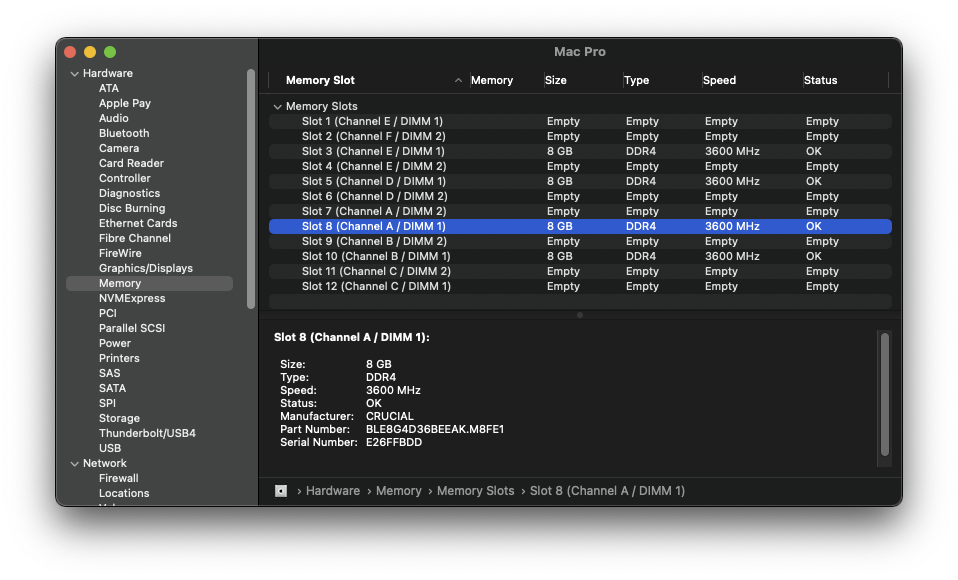 Mac Pro
Hardware
ATA
Apple Pay
Audio
Bluetooth
Camera
Card Reader
Controller
Diagnostics
Disc Burning
Ethernet Cards
Fibre Channel
FireWire
Graphics/Displays
Memory
NVMExpress
PCI
Parallel SCSI
Power
Printers
SAS
SATA
SPI
Storage
Thunderbolt/USB4
USB
Network
Firewall
Locations
Memory Slot Memory Size Type Speed Status
Memory Slots
Slot 1 (Channel E / DIMM 1) Empty Empty Empty Empty
Slot 2 (Channel F / DIMM 2) Empty Empty Empty Empty
Slot 3 (Channel E / DIMM 1) 8 GB DDR4 3600 MHz OK
Slot 4 (Channel E / DIMM 2) Empty Empty Empty Empty
Slot 5 (Channel D / DIMM 1) 8 GB DDR4 3600 MHz OK
Slot 6 (Channel D / DIMM 2) Empty Empty Empty Empty
Slot 7 (Channel A / DIMM 2) Empty Empty Empty Empty
Slot 8 (Channel A / DIMM 1) 8 GB DDR4 3600 MHz OK
Slot 9 (Channel B / DIMM 2) Empty Empty Empty Empty
Slot 10 (Channel B / DIMM 1) 8 GB DDR4 3600 MHz OK
Slot 11 (Channel C / DIMM 2) Empty Empty Empty Empty
Slot 12 (Channel C / DIMM 1) Empty Empty Empty Empty
Slot 8 (Channel A / DIMM 1):
Size: 8 GB
Type: DDR4
Speed: 3600 MHz
Status: OK
Manufacturer: CRUCIAL
Part Number: BLE8G4D36BEEAK.M8FE1
Serial Number: E26FFBDD
› Hardware › Memory › Memory Slots › Slot 8 (Channel A / DIMM 1)